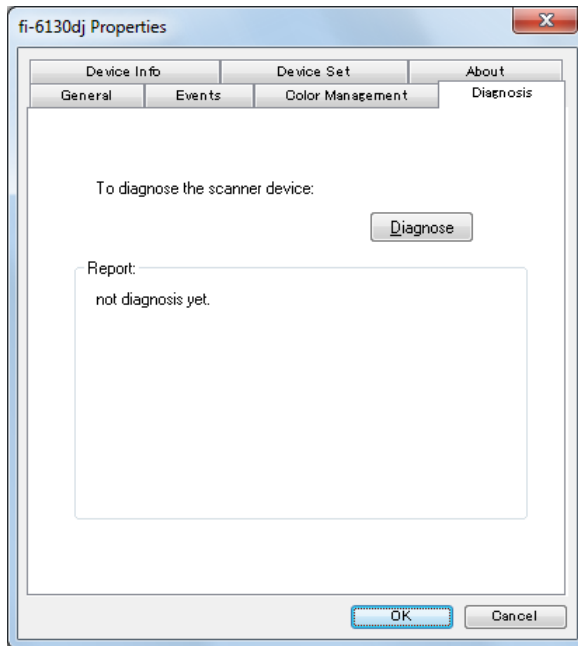 fi-6130dj Properties
Device Info Device Set About
General Events Color Management Diagnosis
To diagnose the scanner device:
Diagnose
Report:
not diagnosis yet.
OK Cancel